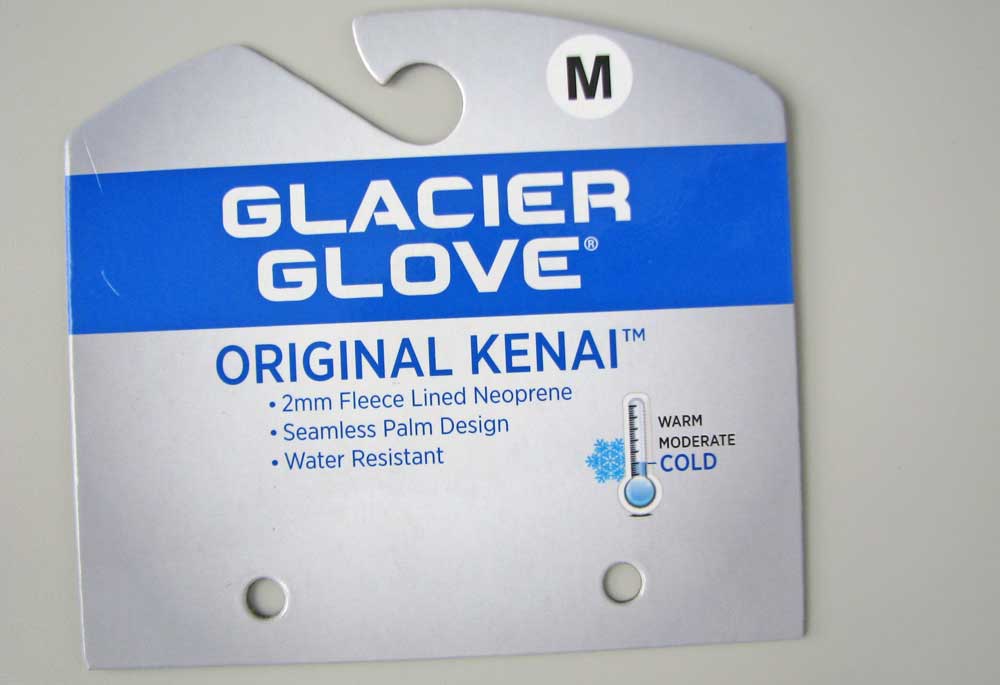 M
GLACIER
GLOVE®
ORIGINAL KENAI™
• 2mm Fleece Lined Neoprene
• Seamless Palm Design
• Water Resistant
WARM
MODERATE
COLD